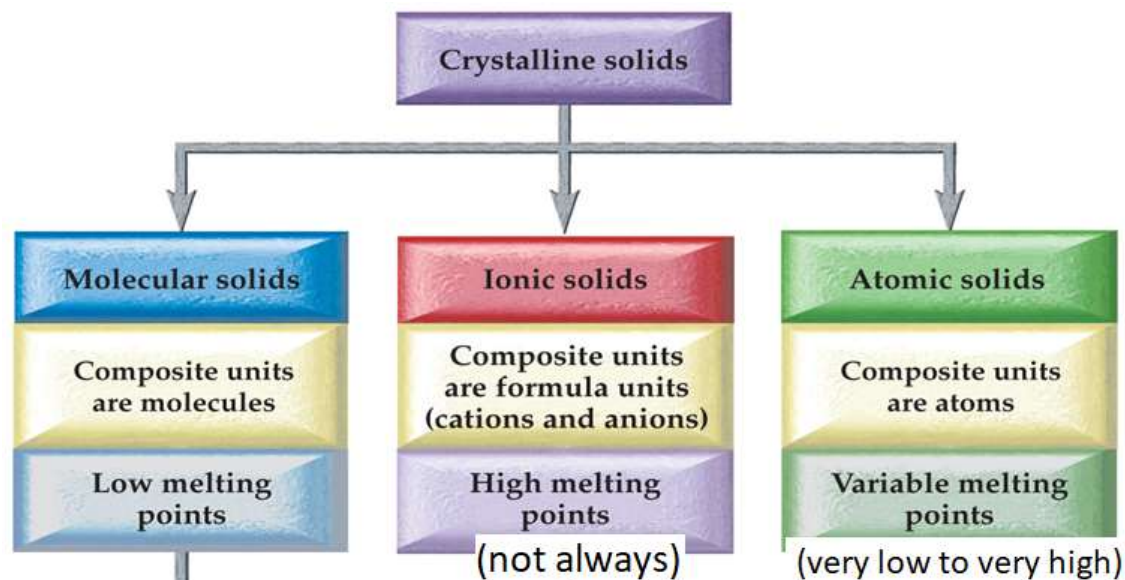 Crystalline solids
Molecular solids
Composite units
are molecules
Low melting
points
Ionic solids
Composite units
are formula units
(cations and anions)
High melting
points
(not always)
Atomic solids
Composite units
are atoms
Variable melting
points
(very low to very high)